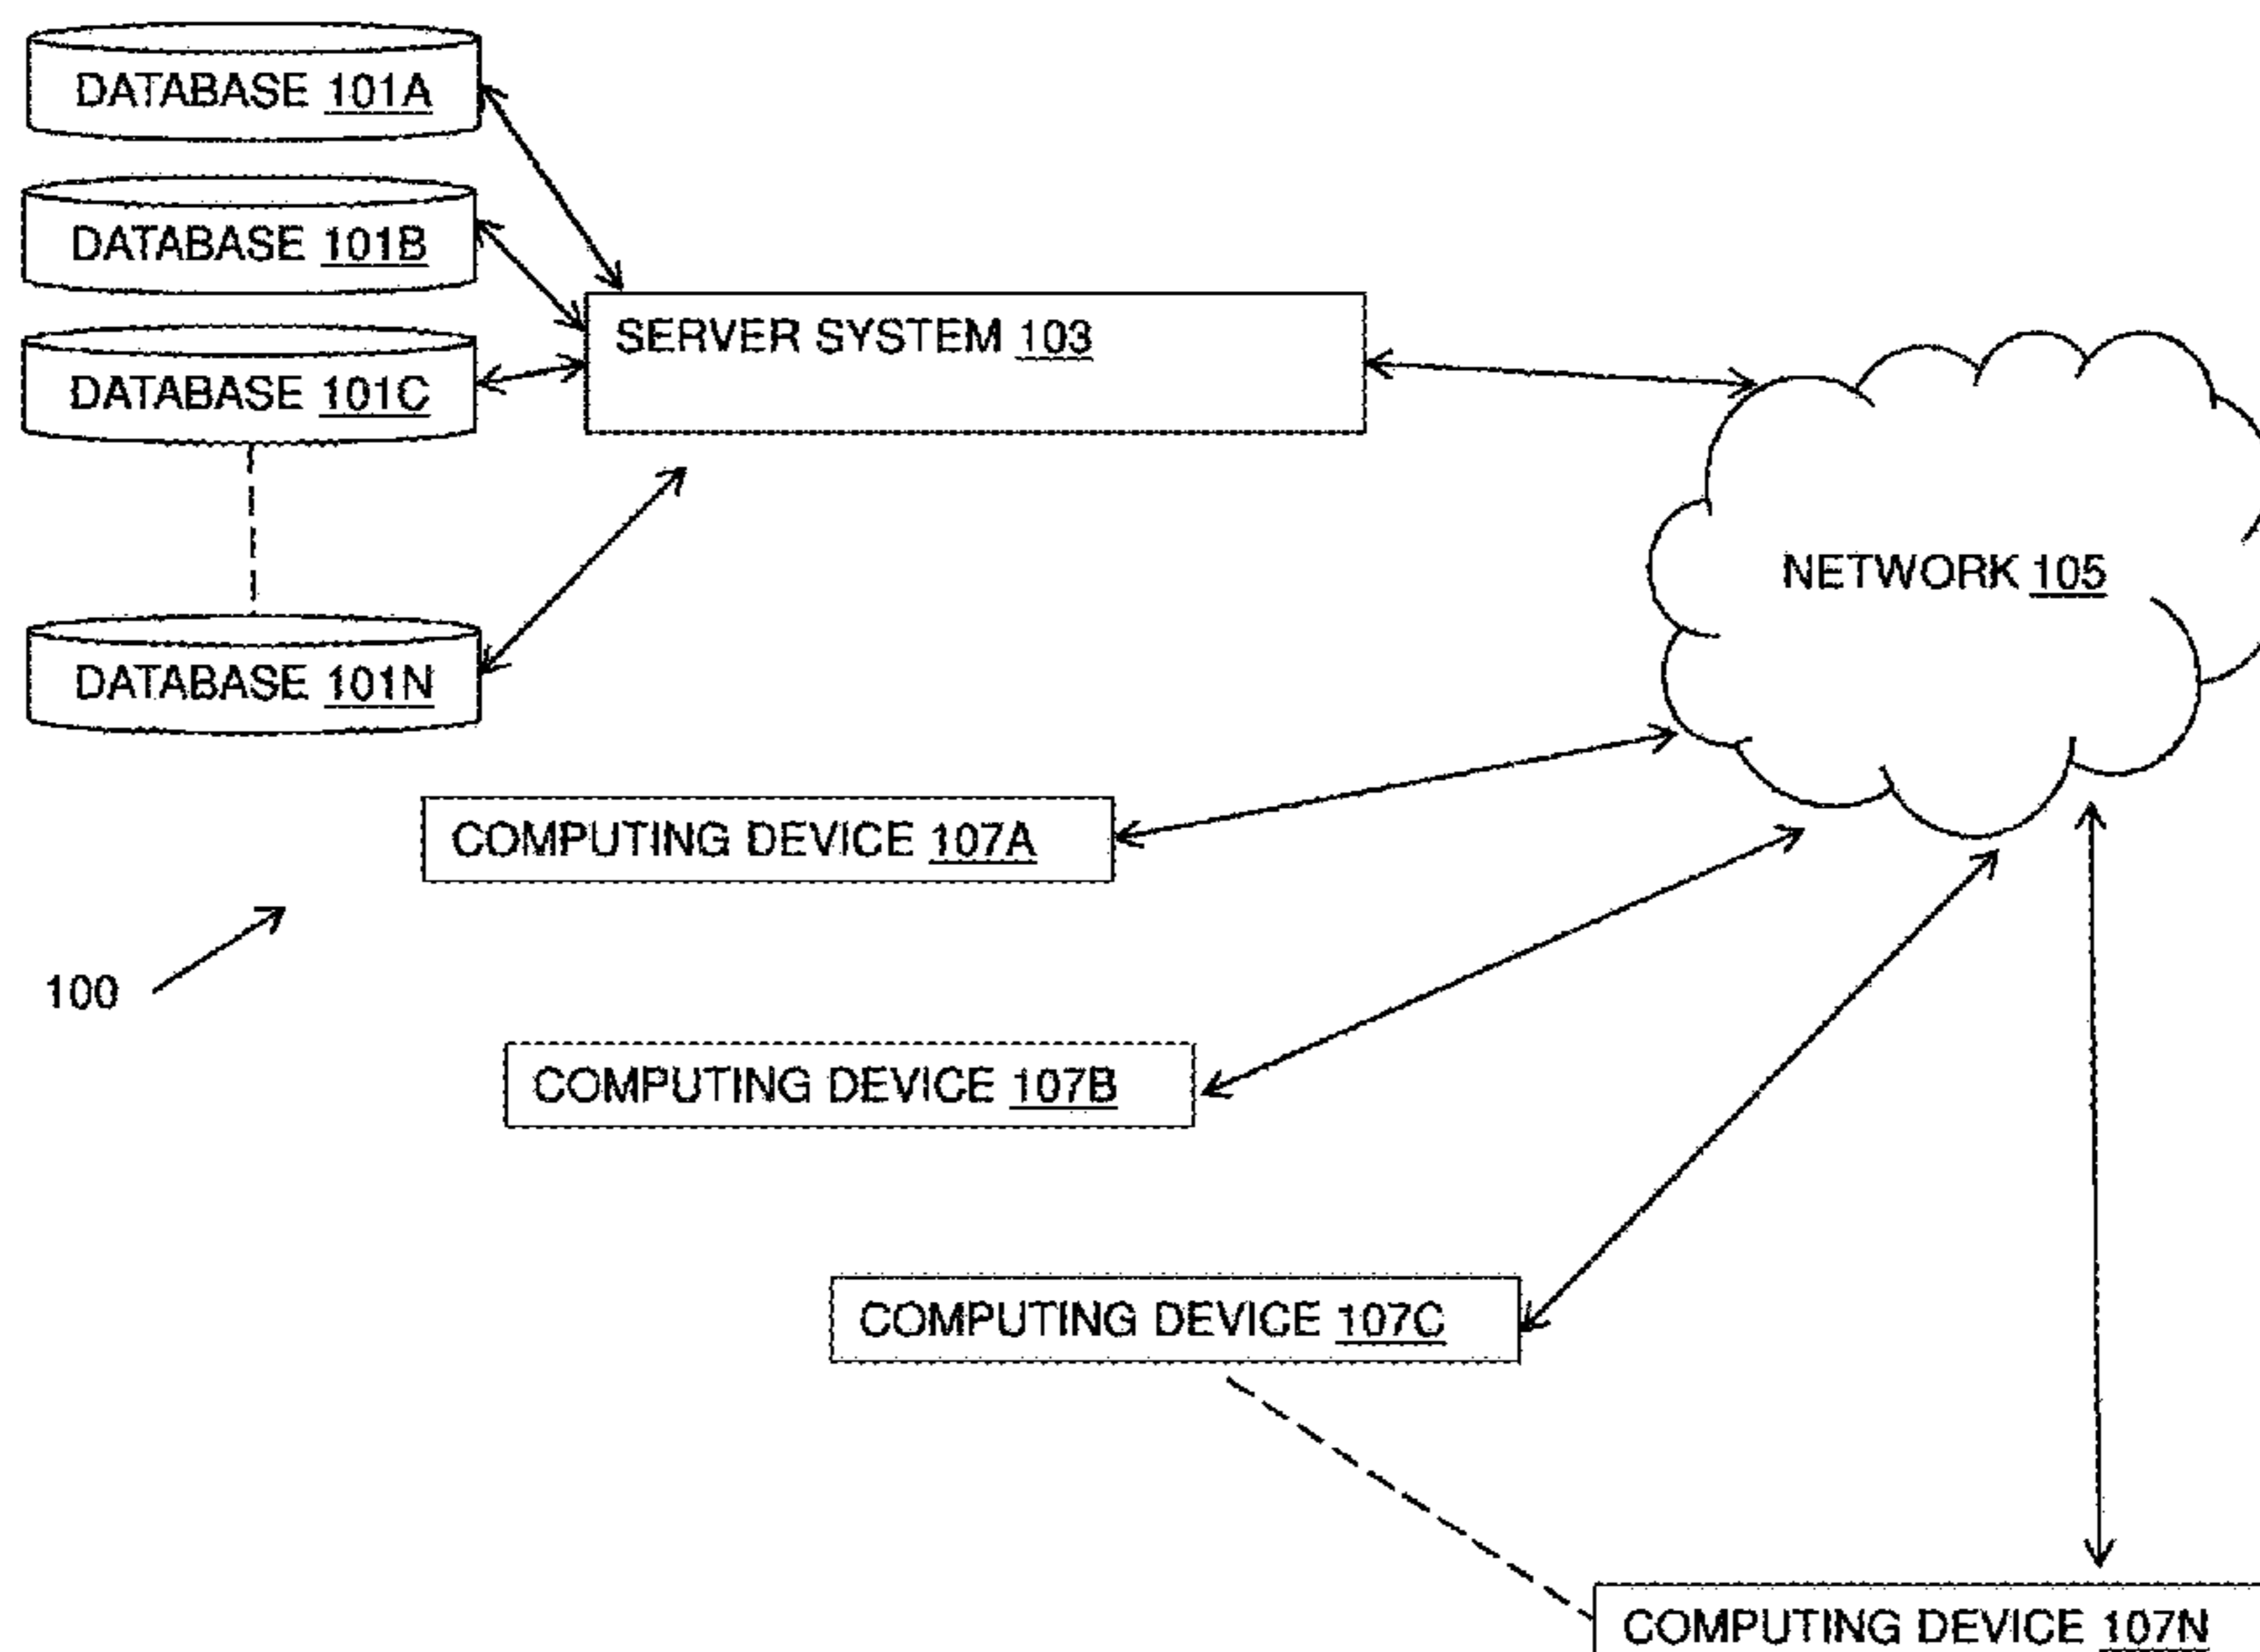 DATABASE 101A
DATABASE 101B
DATABASE 101C
SERVER SYSTEM 103
NETWORK 105
DATABASE 101N
COMPUTING DEVICE 107A
100
COMPUTING DEVICE 107B
COMPUTING DEVICE 107C
COMPUTING DEVICE 107N